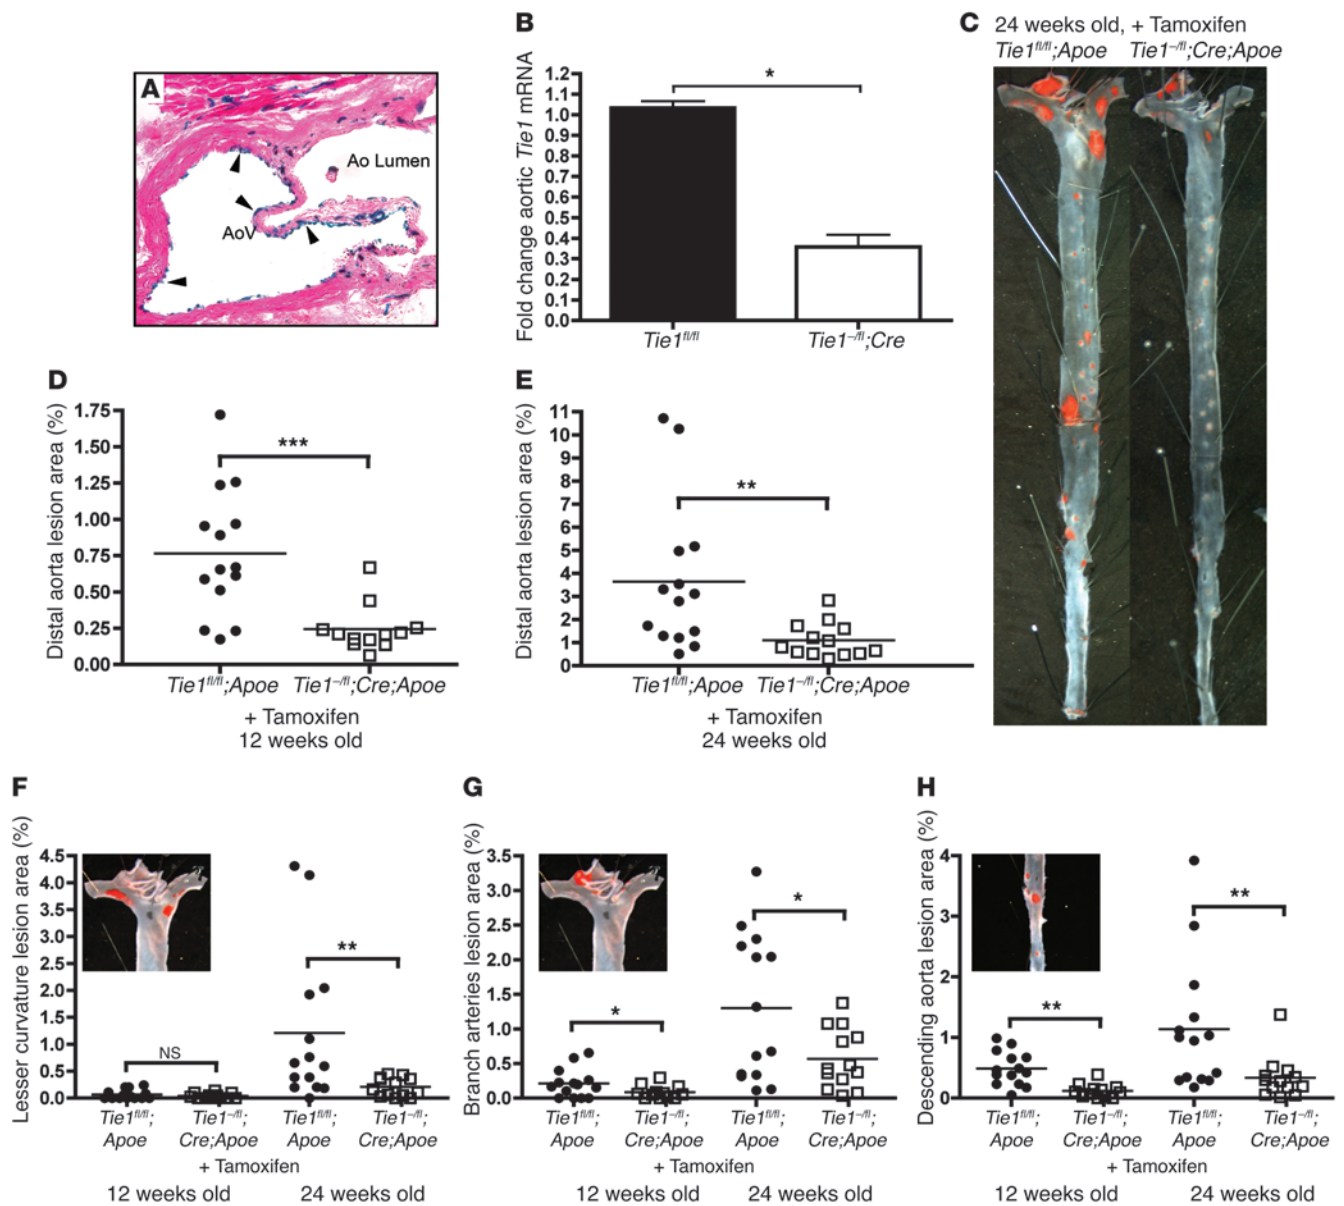 A
Ao Lumen
AoV
B
Fold change aortic Tie1 mRNA
1.2
1.1
1.0
0.9
0.8
0.7
0.6
0.5
0.4
0.3
0.2
0.1
0.0
*
Tie1fl/fl
Tie1–/fl;Cre
C
24 weeks old, + Tamoxifen
Tie1fl/fl;Apoe Tie1–/fl;Cre;Apoe
D
Distal aorta lesion area (%)
1.75
1.50
1.25
1.00
0.75
0.50
0.25
0.00
***
Tie1fl/fl;Apoe Tie1–/fl;Cre;Apoe
+ Tamoxifen
12 weeks old
E
Distal aorta lesion area (%)
11
10
9
8
7
6
5
4
3
2
1
0
**
Tie1fl/fl;Apoe Tie1–/fl;Cre;Apoe
+ Tamoxifen
24 weeks old
F
Lesser curvature lesion area (%)
4.5
4.0
3.5
3.0
2.5
2.0
1.5
1.0
0.5
0.0
NS
**
Tie1fl/fl; Tie1–/fl; Tie1fl/fl; Tie1–/fl;
Apoe Cre;Apoe Apoe Cre;Apoe
+ Tamoxifen
12 weeks old 24 weeks old
G
Branch arteries lesion area (%)
3.5
3.0
2.5
2.0
1.5
1.0
0.5
0.0
*
*
Tie1fl/fl; Tie1–/fl; Tie1fl/fl; Tie1–/fl;
Apoe Cre;Apoe Apoe Cre;Apoe
+ Tamoxifen
12 weeks old 24 weeks old
H
Descending aorta lesion area (%)
4
3
2
1
0
**
**
Tie1fl/fl; Tie1–/fl; Tie1fl/fl; Tie1–/fl;
Apoe Cre;Apoe Apoe Cre;Apoe
+ Tamoxifen
12 weeks old 24 weeks old